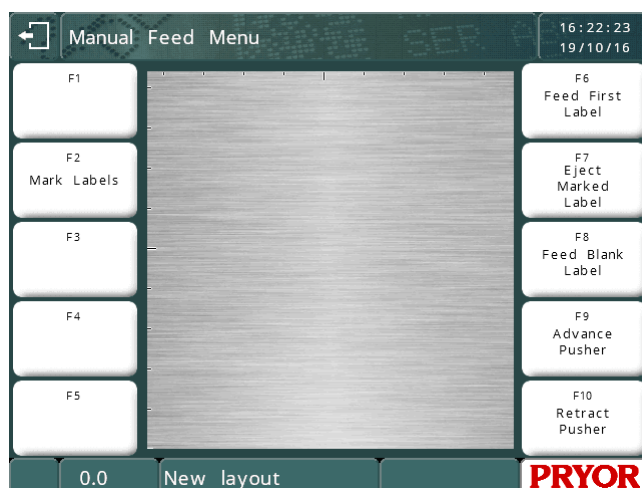 Manual Feed Menu
16:22:23
19/10/16
F1
F2
Mark Labels
F3
F4
F5
F6
Feed First
Label
F7
Eject
Marked
Label
F8
Feed Blank
Label
F9
Advance
Pusher
F10
Retract
Pusher
0.0
New layout
PRYOR